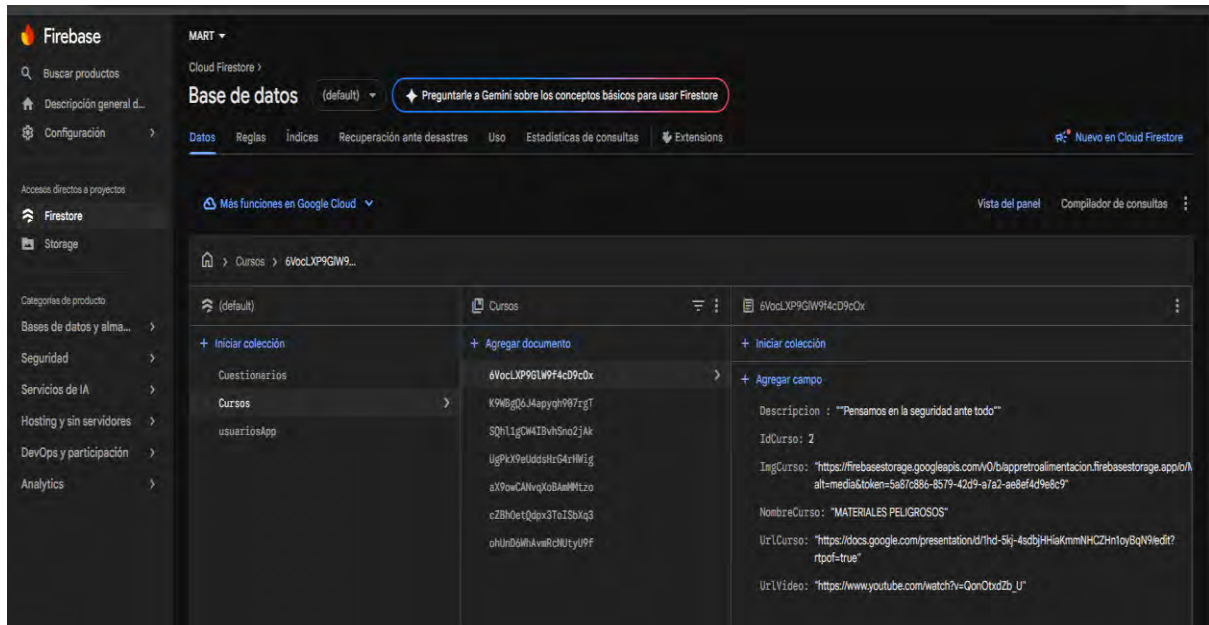 Firebase
MART
Buscar productos
Cloud Firestore >
Descripción general d...
Base de datos (default) Preguntarle a Gemini sobre los conceptos básicos para usar Firestore
Configuración
Datos Reglas Índices Recuperación ante desastres Uso Estadísticas de consultas Extensions Nuevo en Cloud Firestore
Accesos directos a proyectos
Firestore
Storage
Más funciones en Google Cloud Vista del panel Compilador de consultas
Cursos > 6VocLXP9GlW9...
Categorías de producto
Bases de datos y alma...
Seguridad
Servicios de IA
Hosting y sin servidores
DevOps y participación
Analytics
(default)
+ Iniciar colección
Cuestionarios
Cursos
usuariosApp
Cursos
+ Agregar documento
6VocLXP9GlW9f4cD9cOx
K9WBgQ6J4apyqh907rgT
SQhl1gCW4IBvhSno2jAk
UgPkX9eUddsHrG4rHWig
aX9owCANvqXoBAmMMtzo
cZBhOetQdpx3ToISbXq3
ohUnD6WhAvmRcNUtyU9f
6VocLXP9GlW9f4cD9cOx
+ Iniciar colección
+ Agregar campo
Descripcion : ""Pensamos en la seguridad ante todo""
IdCurso: 2
ImgCurso: "https://firebasestorage.googleapis.com/v0/b/appretroalimentacion.firebasestorage.app/o/M
alt=media&token=5a87c886-8579-42d9-a7a2-ae8ef4d9e8c9"
NombreCurso: "MATERIALES PELIGROSOS"
UrlCurso: "https://docs.google.com/presentation/d/1hd-5kj-4sdbjHHiaKmmNHCZHn1oyBqN9/edit?
rtpof=true"
UrlVideo: "https://www.youtube.com/watch?v=QonOtxdZb_U"